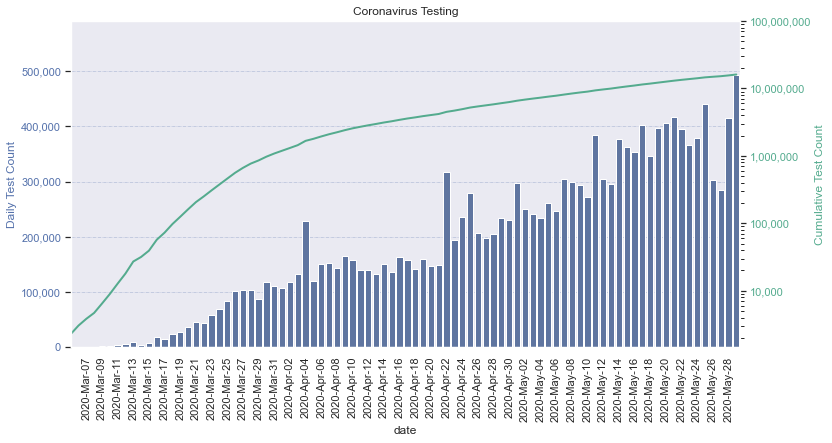 Coronavirus Testing
Daily Test Count
500,000
400,000
300,000
200,000
100,000
0
100,000,000
10,000,000
1,000,000
100,000
10,000
Cumulative Test Count
2020-Mar-07
2020-Mar-09
2020-Mar-11
2020-Mar-13
2020-Mar-15
2020-Mar-17
2020-Mar-19
2020-Mar-21
2020-Mar-23
2020-Mar-25
2020-Mar-27
2020-Mar-29
2020-Mar-31
2020-Apr-02
2020-Apr-04
2020-Apr-06
2020-Apr-08
2020-Apr-10
2020-Apr-12
2020-Apr-14
2020-Apr-16
2020-Apr-18
2020-Apr-20
2020-Apr-22
2020-Apr-24
2020-Apr-26
2020-Apr-28
2020-Apr-30
2020-May-02
2020-May-04
2020-May-06
2020-May-08
2020-May-10
2020-May-12
2020-May-14
2020-May-16
2020-May-18
2020-May-20
2020-May-22
2020-May-24
2020-May-26
2020-May-28
date